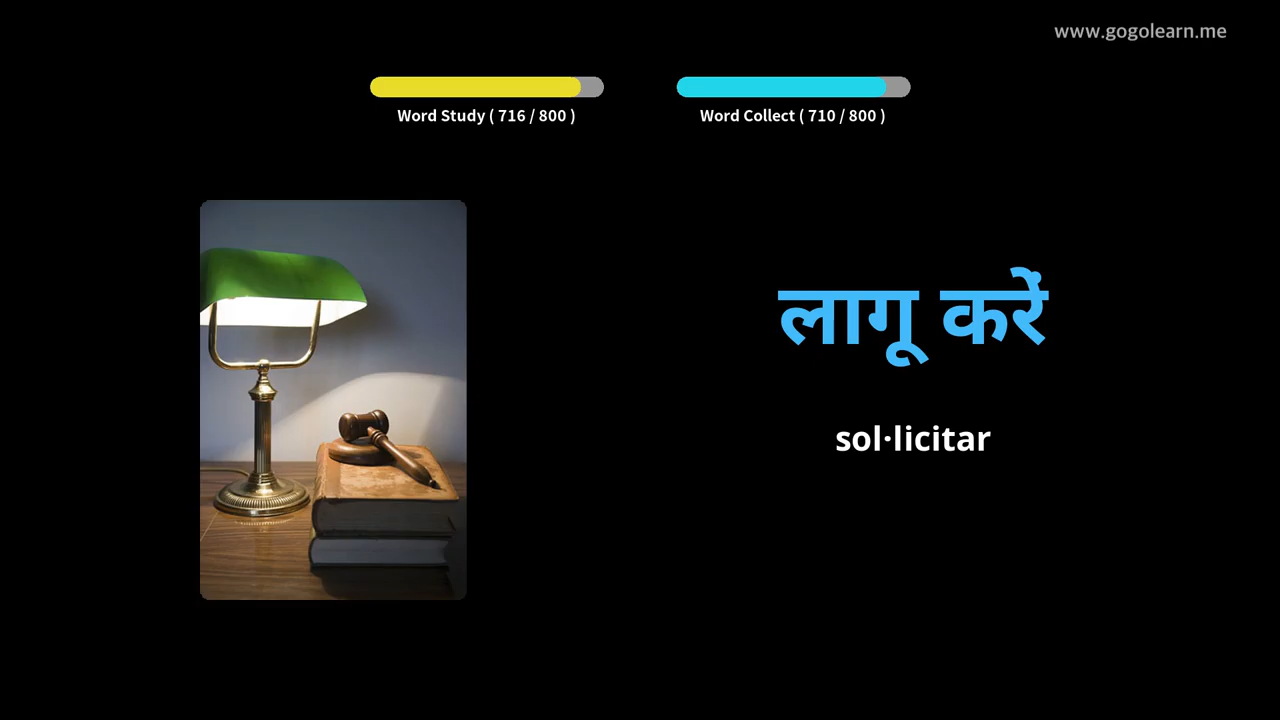 www.gogolearn.me
Word Study ( 716 / 800 )
Word Collect ( 710 / 800 )
लागू करें
sol·licitar